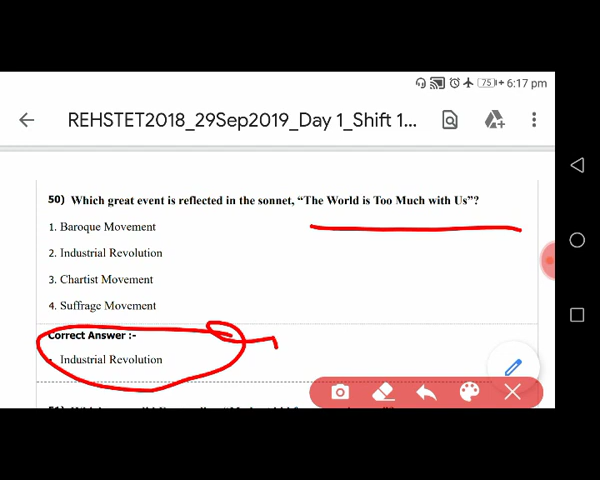 75 6:17 pm
REHSTET2018_29Sep2019_Day 1_Shift 1...
50) Which great event is reflected in the sonnet, “The World is Too Much with Us”?
1. Baroque Movement
2. Industrial Revolution
3. Chartist Movement
4. Suffrage Movement
Correct Answer :-
Industrial Revolution